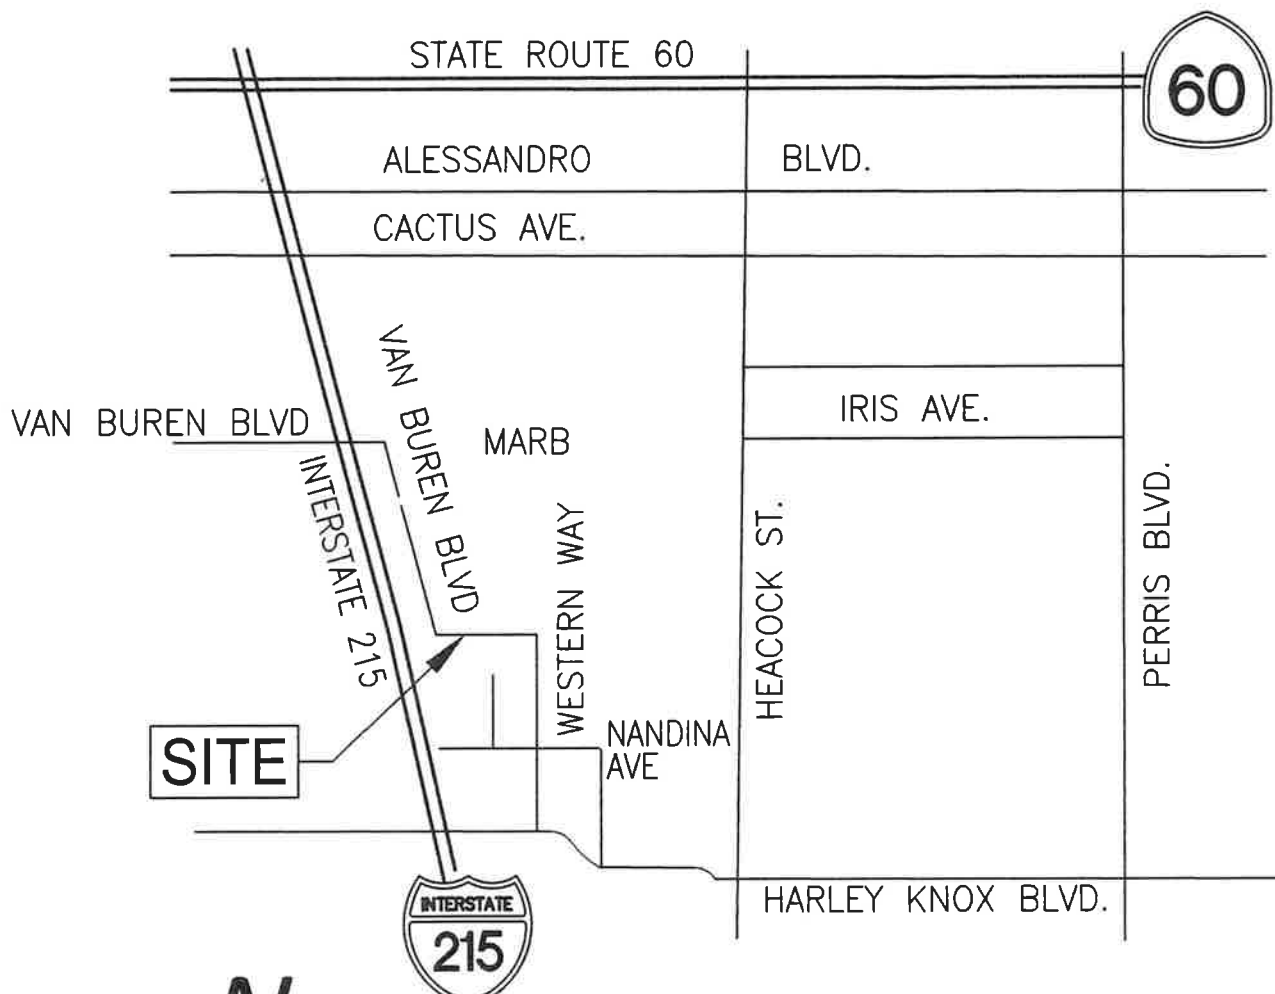 STATE ROUTE 60
60
ALESSANDRO BLVD.
CACTUS AVE.
VAN BUREN BLVD
VAN BUREN BLVD
MARB
IRIS AVE.
INTERSTATE 215
WESTERN WAY
HEACOCK ST.
PERRIS BLVD.
SITE
NANDINA
AVE
HARLEY KNOX BLVD.
INTERSTATE
215
N